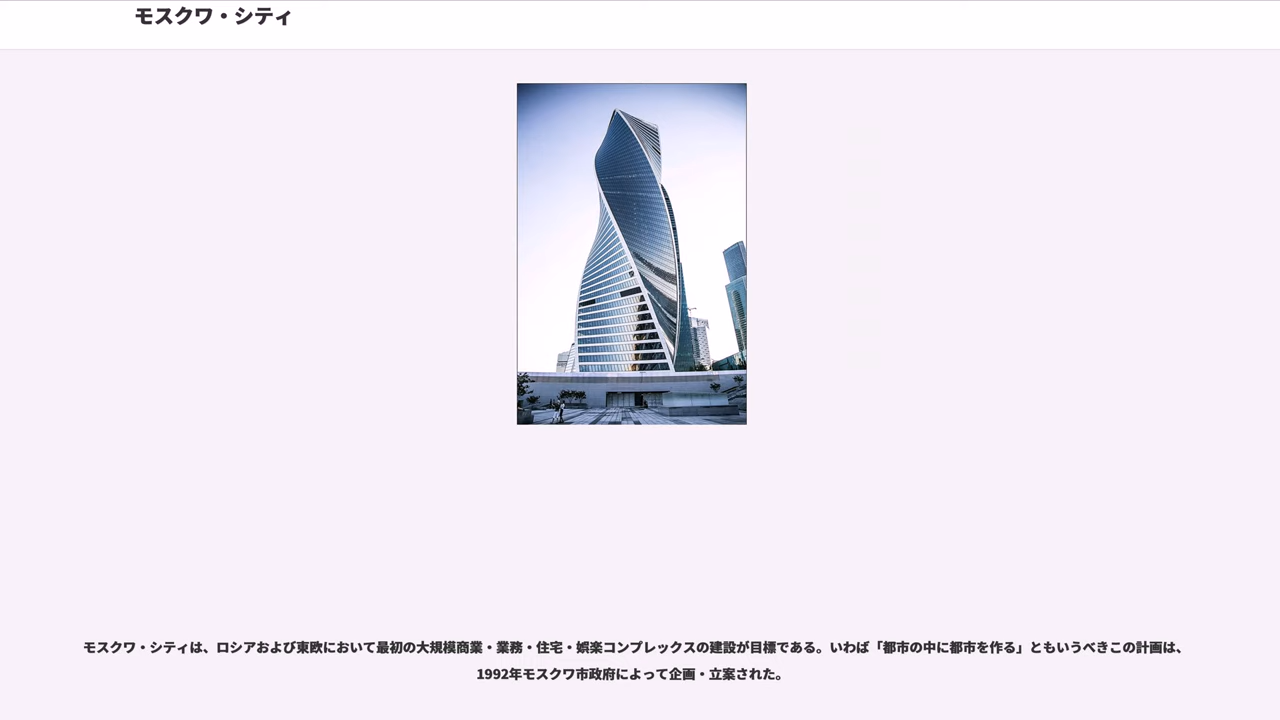 モスクワ・シティ
モスクワ・シティは、ロシアおよび東欧において最初の大規模商業・業務・住宅・娯楽コンプレックスの建設が目標である。いわば「都市の中に都市を作る」ともいうべきこの計画は、
1992年モスクワ市政府によって企画・立案された。